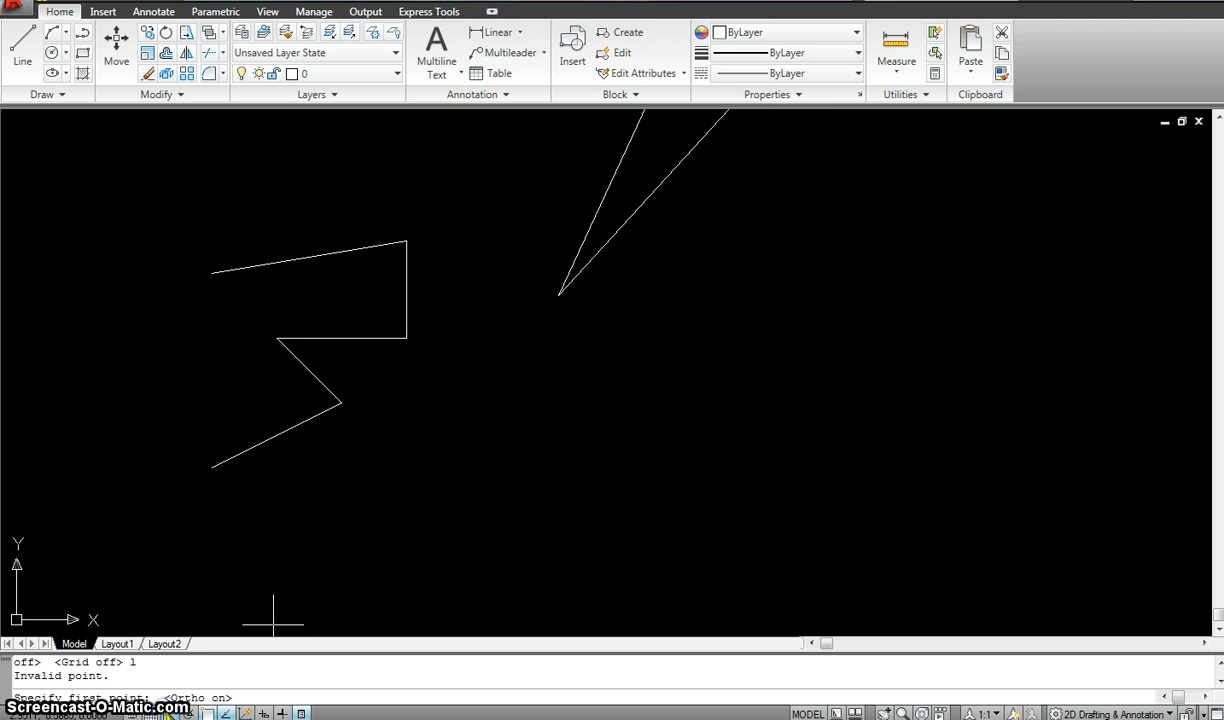 Home Insert Annotate Parametric View Manage Output Express Tools
Line Move Unsaved Layer State Multiline Text Linear Multileader Table Insert Create Edit Edit Attributes ByLayer ByLayer ByLayer Measure Paste
0
Draw Modify Layers Annotation Block Properties Utilities Clipboard
Y
X
Model Layout1 Layout2
off> <Grid off> l
Invalid point.
Specify first point: <Ortho on>
Screencast-O-Matic.com
MODEL 1:1 2D Drafting & Annotation